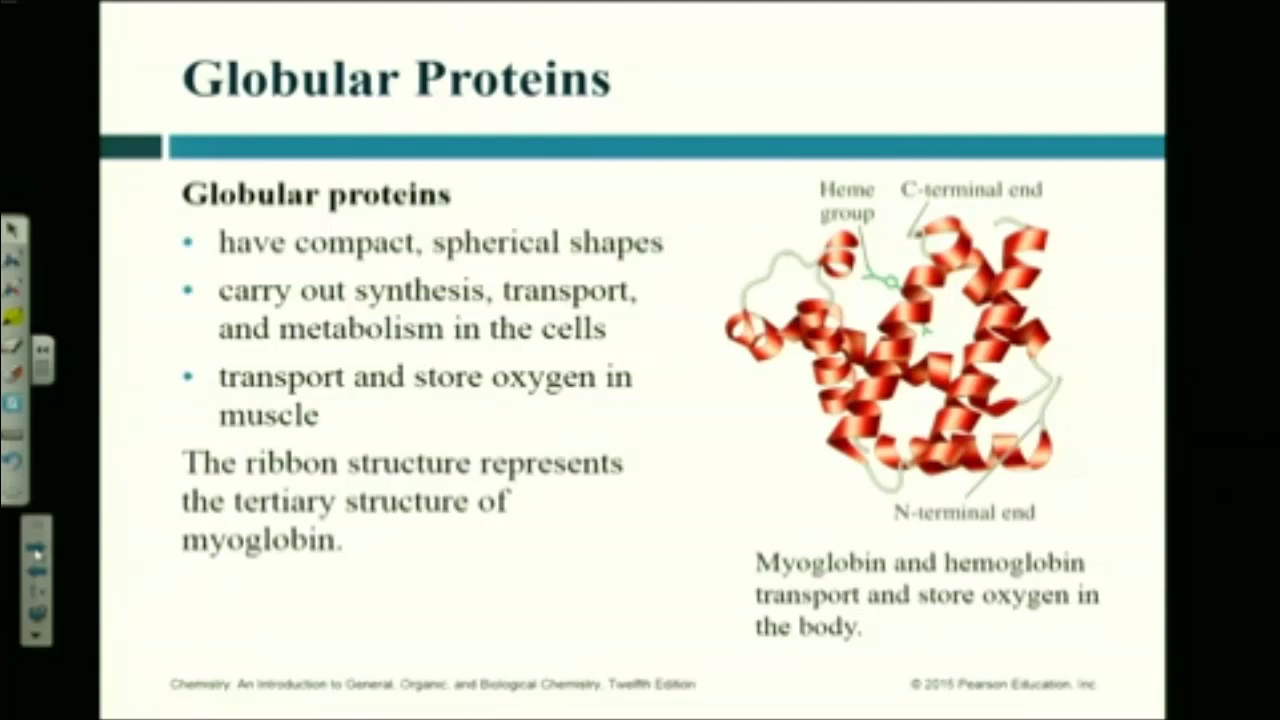 Globular Proteins
Globular proteins
• have compact, spherical shapes
• carry out synthesis, transport,
and metabolism in the cells
• transport and store oxygen in
muscle
The ribbon structure represents
the tertiary structure of
myoglobin.
Heme
group
C-terminal end
N-terminal end
Myoglobin and hemoglobin
transport and store oxygen in
the body.
Chemistry: An Introduction to General, Organic, and Biological Chemistry, Twelfth Edition
© 2015 Pearson Education, Inc.